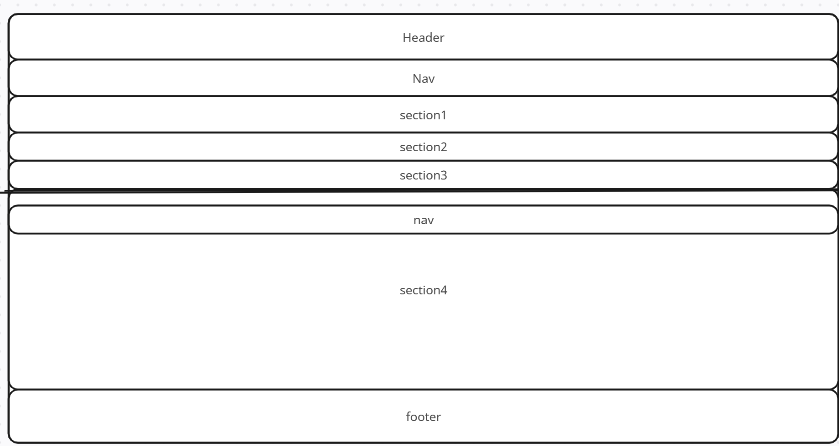 Header
Nav
section1
section2
section3
nav
section4
footer